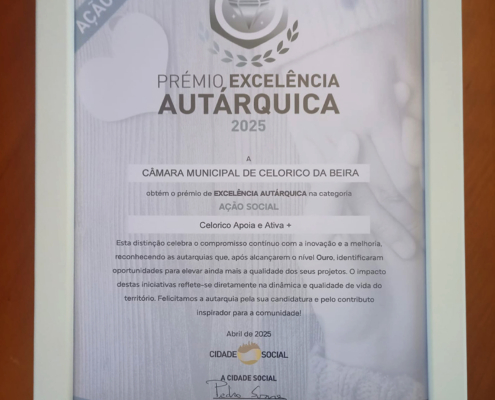 AÇÃO
PRÉMIO EXCELÊNCIA
AUTÁRQUICA
2025
A
CÂMARA MUNICIPAL DE CELORICO DA BEIRA
obtém o prémio de EXCELÊNCIA AUTÁRQUICA na categoria
AÇÃO SOCIAL
Celorico Apoia e Ativa +
Esta distinção celebra o compromisso contínuo com a inovação e a melhoria,
reconhecendo as autarquias que, após alcançarem o nível Ouro, identificaram
oportunidades para elevar ainda mais a qualidade dos seus projetos. O impacto
destas iniciativas reflete-se diretamente na dinâmica e qualidade de vida do
território. Felicitamos a autarquia pela sua candidatura e pelo contributo
inspirador para a comunidade!
Abril de 2025
CIDADE SOCIAL
A CIDADE SOCIAL